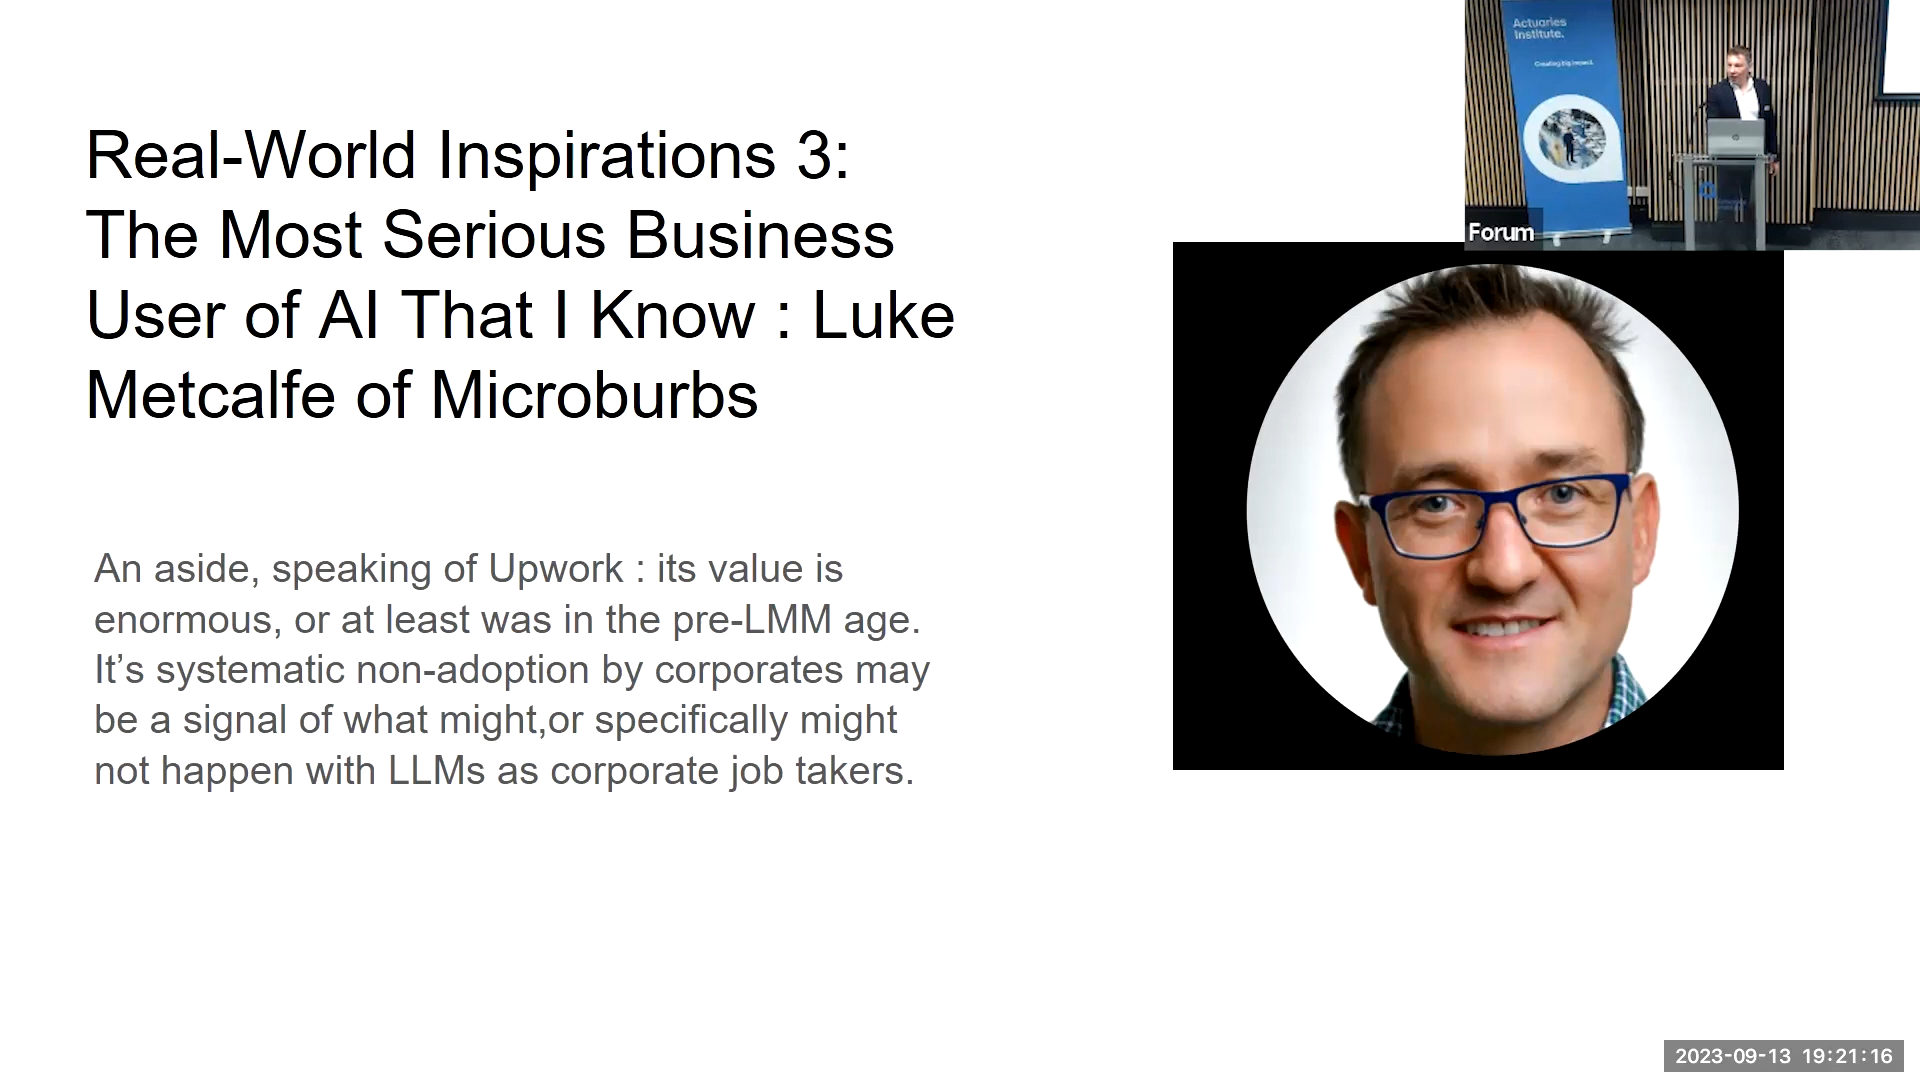 Real-World Inspirations 3:
The Most Serious Business
User of AI That I Know : Luke
Metcalfe of Microburbs
An aside, speaking of Upwork : its value is
enormous, or at least was in the pre-LMM age.
It’s systematic non-adoption by corporates may
be a signal of what might,or specifically might
not happen with LLMs as corporate job takers.
Actuaries
Institute.
Creating big impact.
Forum
2023-09-13 19:21:16